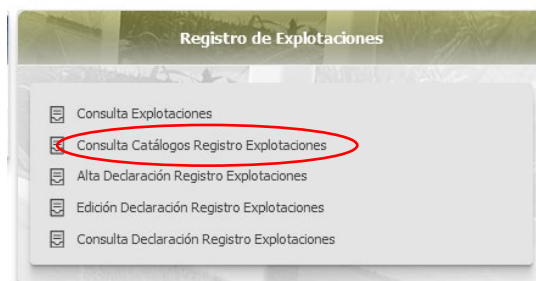 Registro de Explotaciones
Consulta Explotaciones
Consulta Catálogos Registro Explotaciones
Alta Declaración Registro Explotaciones
Edición Declaración Registro Explotaciones
Consulta Declaración Registro Explotaciones